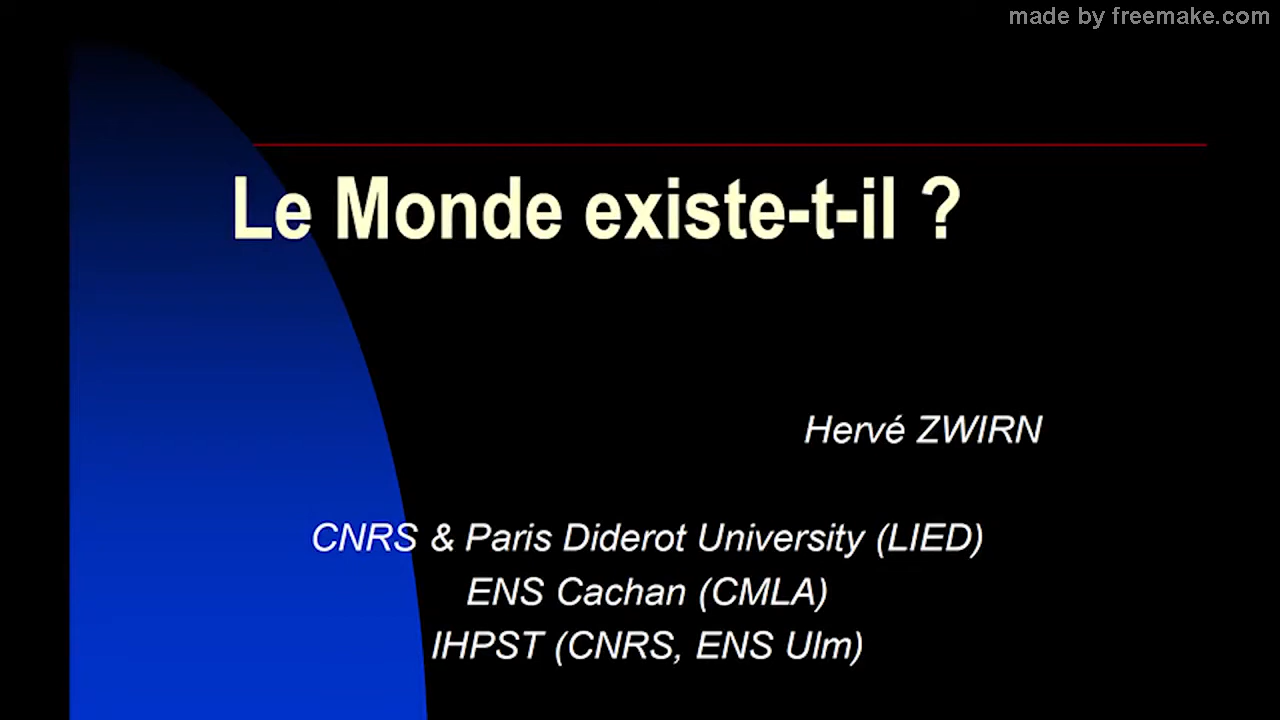 made by freemake.com
Le Monde existe-t-il ?
Hervé ZWIRN
CNRS & Paris Diderot University (LIED)
ENS Cachan (CMLA)
IHPST (CNRS, ENS Ulm)